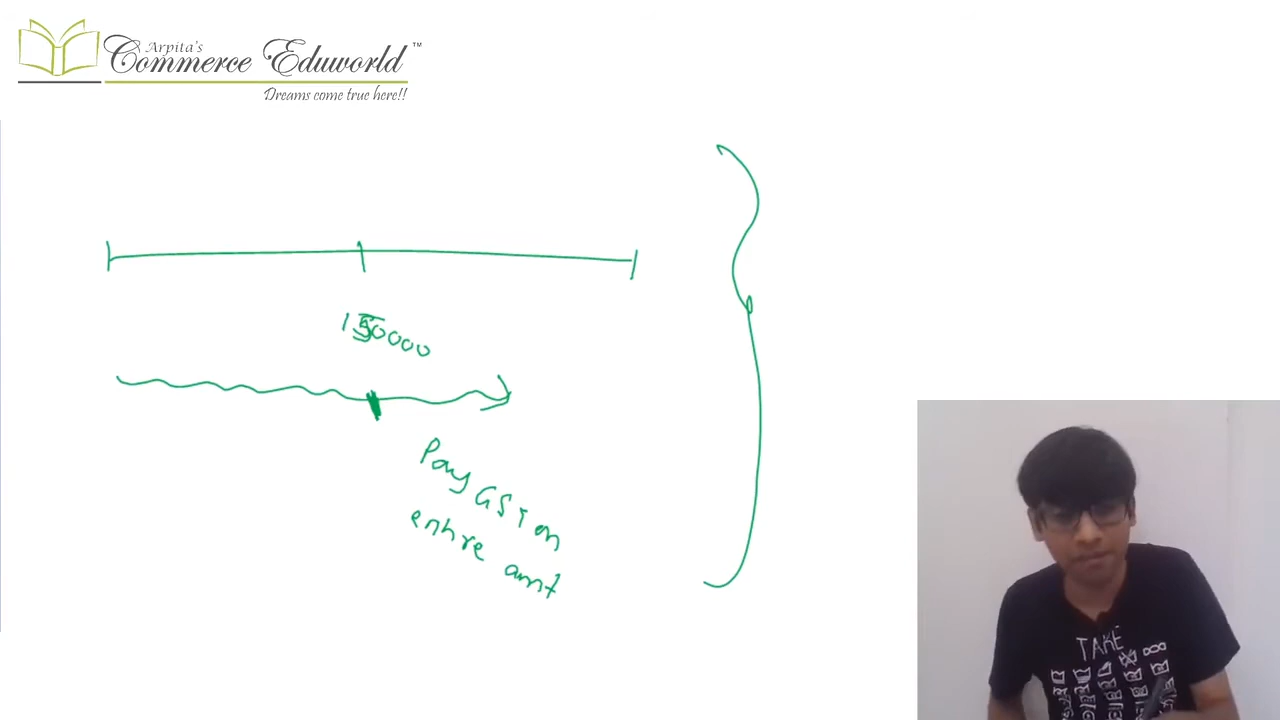 Arpita's
Commerce Eduworld™
Dreams come true here!!
150000
Pay GST on
entire amt
TAKE